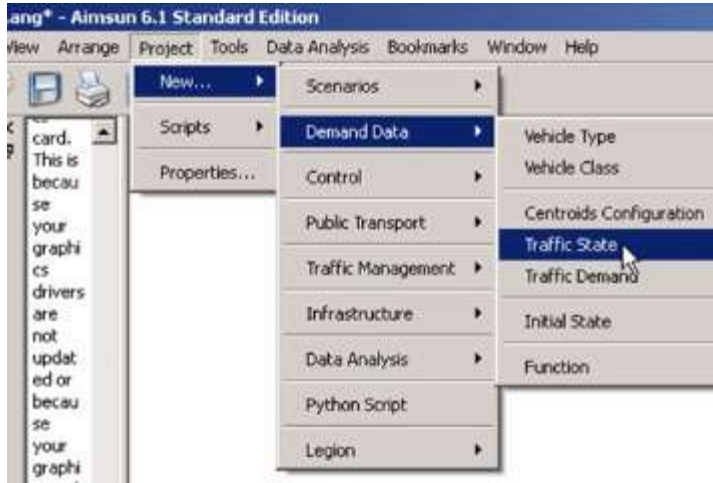 .ang* - Aimsun 6.1 Standard Edition
View Arrange Project Tools Data Analysis Bookmarks Window Help
New...
Scripts
Properties...
Scenarios
Demand Data
Control
Public Transport
Traffic Management
Infrastructure
Data Analysis
Python Script
Legion
Vehicle Type
Vehicle Class
Centroids Configuration
Traffic State
Traffic Demand
Initial State
Function
card.
This is
becau
se
your
graphi
cs
drivers
are
not
updat
ed or
becau
se
your
graphi